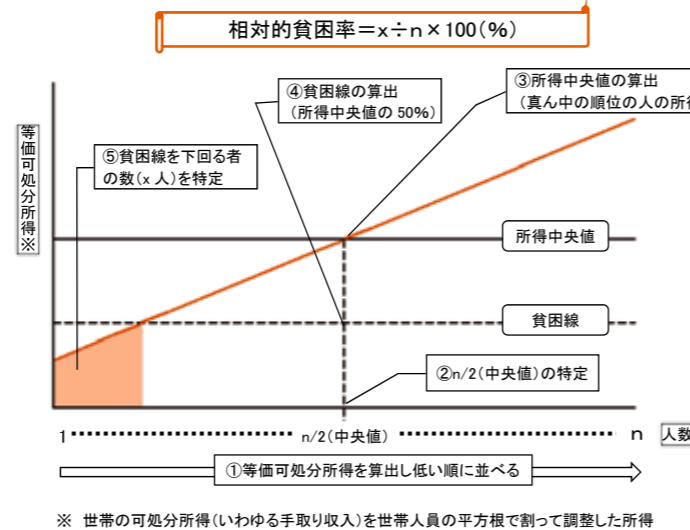 相対的貧困率＝x÷n×100(%)
③所得中央値の算出
(真ん中の順位の人の所得
④貧困線の算出
(所得中央値の50%)
⑤貧困線を下回る者
の数(x人)を特定
等価可処分所得※
所得中央値
貧困線
②n/2(中央値)の特定
1 n/2(中央値) n 人数
①等価可処分所得を算出し低い順に並べる
※ 世帯の可処分所得(いわゆる手取り収入)を世帯人員の平方根で割って調整した所得